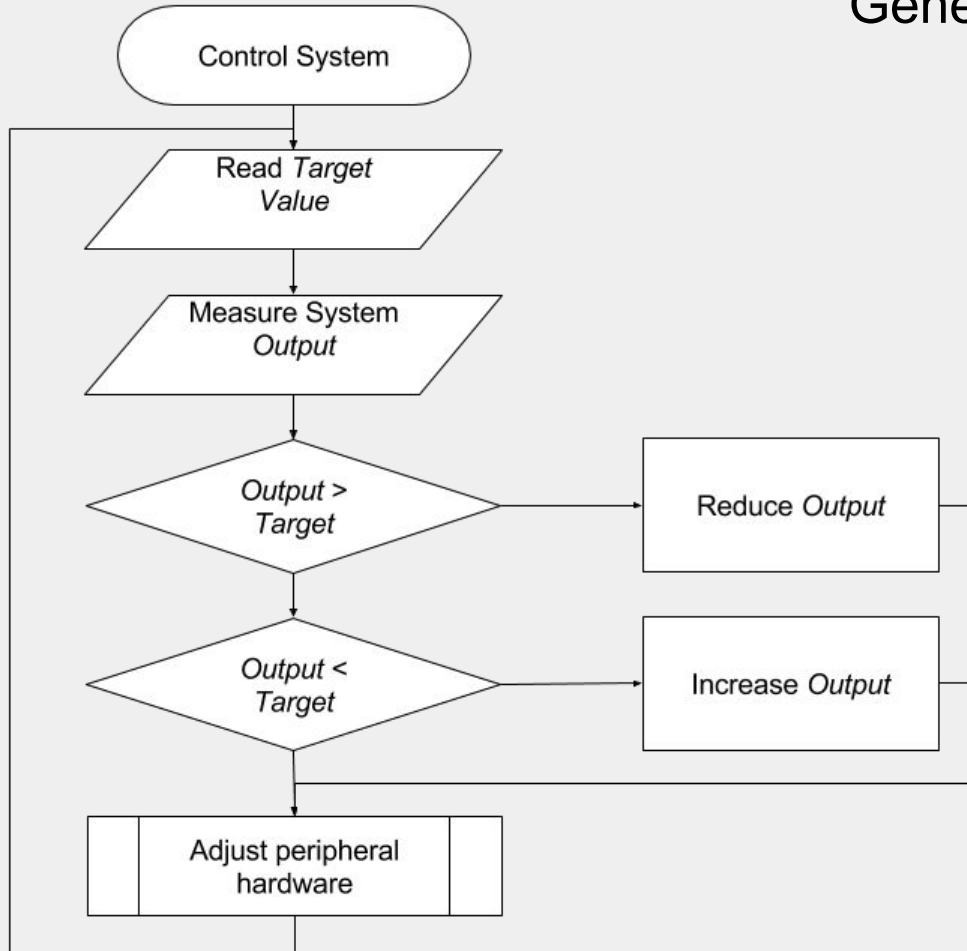 Gene
Control System
Read Target
Value
Measure System
Output
Output >
Target
Reduce Output
Output <
Target
Increase Output
Adjust peripheral
hardware